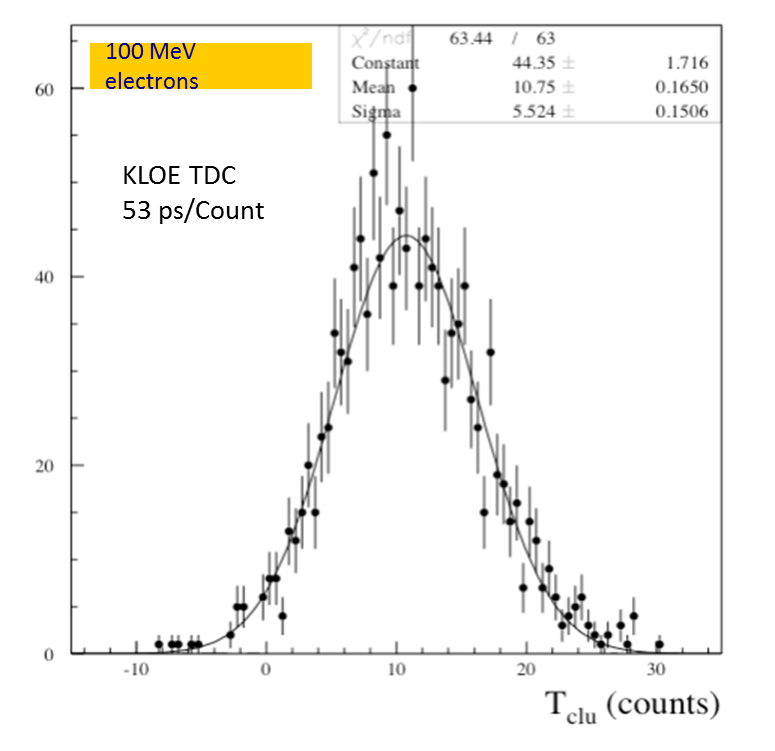 100 MeV
electrons
χ²/ndf 63.44 / 63
Constant 44.35 ± 1.716
Mean 10.75 ± 0.1650
Sigma 5.524 ± 0.1506
KLOE TDC
53 ps/Count
60
40
20
0
-10 0 10 20 30
T_clu (counts)